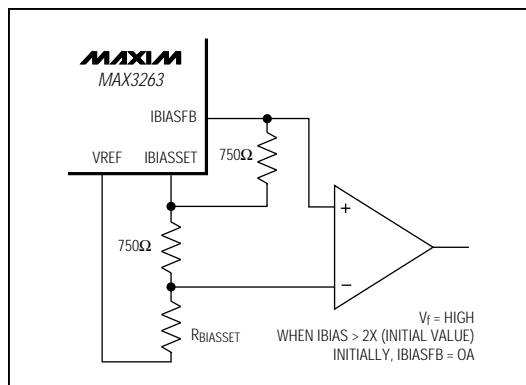 MAXIM
MAX3263
IBIASFB
VREF IBIASSET
750Ω
750Ω
+
−
RBIASSET
Vf = HIGH
WHEN IBIAS > 2X (INITIAL VALUE)
INITIALLY, IBIASFB = OA